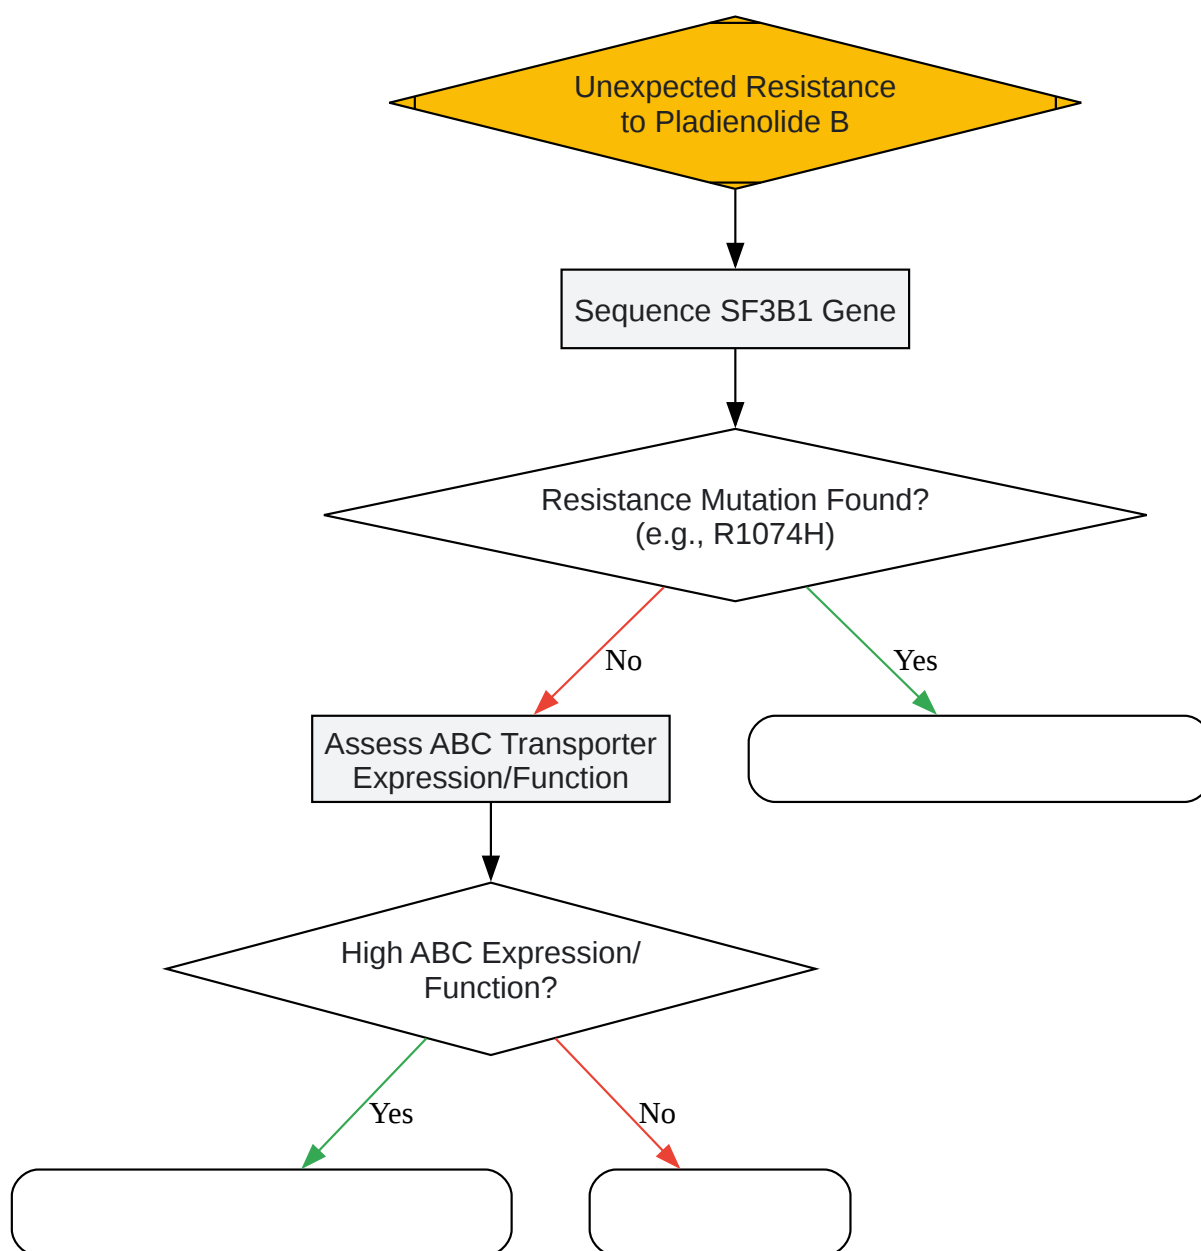 Unexpected Resistance
to Pladienolide B
Sequence SF3B1 Gene
Resistance Mutation Found?
(e.g., R1074H)
No
Yes
Assess ABC Transporter
Expression/Function
High ABC Expression/
Function?
Yes
No